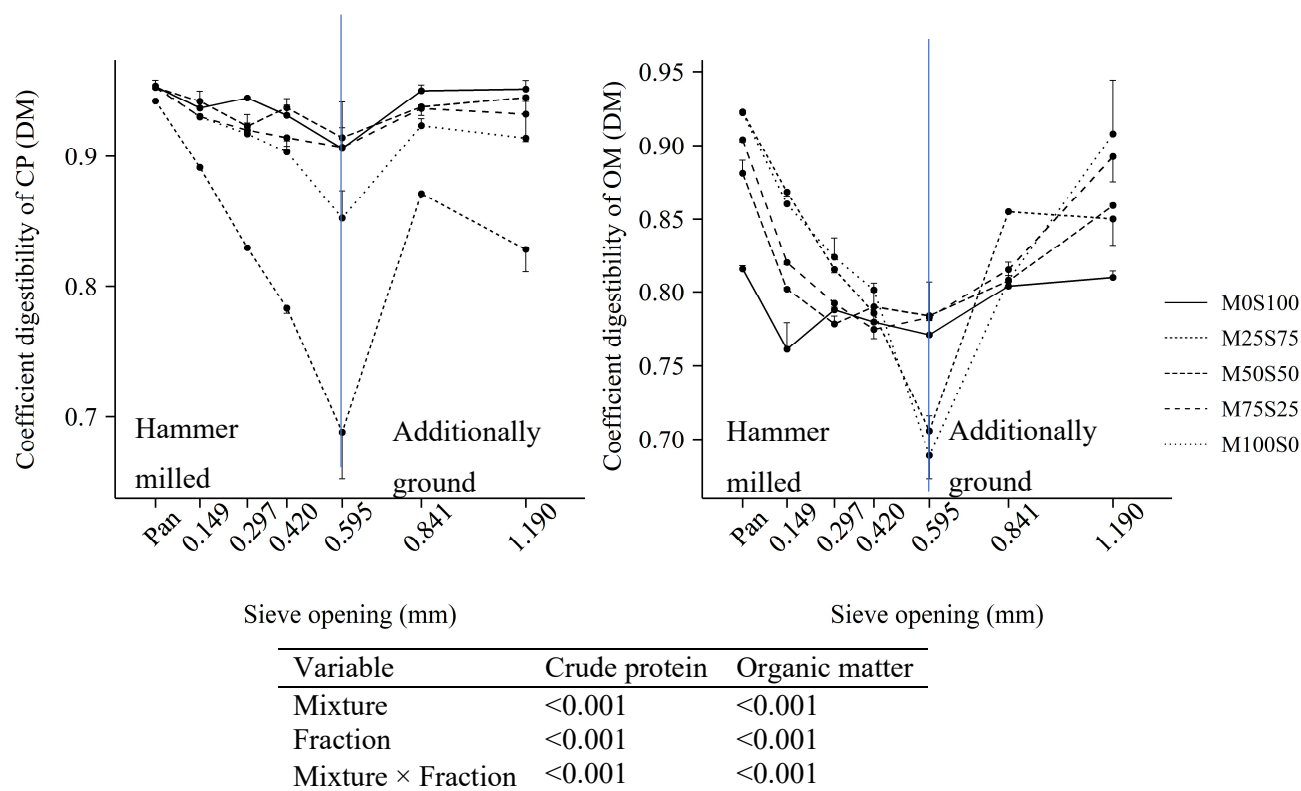 Coefficient digestibility of CP (DM)
0.9
0.8
0.7
Hammer
milled
Additionally
ground
Pan
0.149
0.297
0.420
0.595
0.841
1.190
Sieve opening (mm)
Coefficient digestibility of OM (DM)
0.95
0.90
0.85
0.80
0.75
0.70
Hammer
milled
Additionally
ground
Pan
0.149
0.297
0.420
0.595
0.841
1.190
Sieve opening (mm)
M0S100
M25S75
M50S50
M75S25
M100S0
Variable Crude protein Organic matter
Mixture <0.001 <0.001
Fraction <0.001 <0.001
Mixture × Fraction <0.001 <0.001